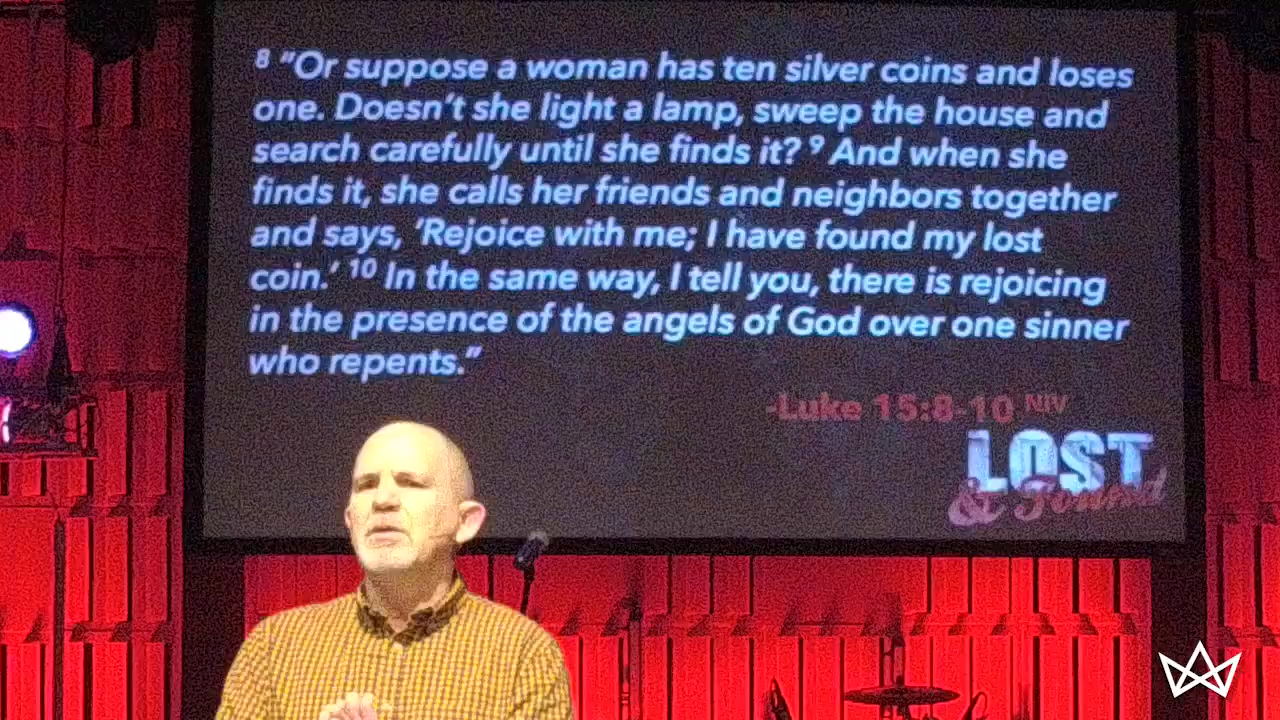 8 "Or suppose a woman has ten silver coins and loses
one. Doesn't she light a lamp, sweep the house and
search carefully until she finds it? 9 And when she
finds it, she calls her friends and neighbors together
and says, 'Rejoice with me; I have found my lost
coin.' 10 In the same way, I tell you, there is rejoicing
in the presence of the angels of God over one sinner
who repents."
-Luke 15:8-10 NIV
LOST
& Found